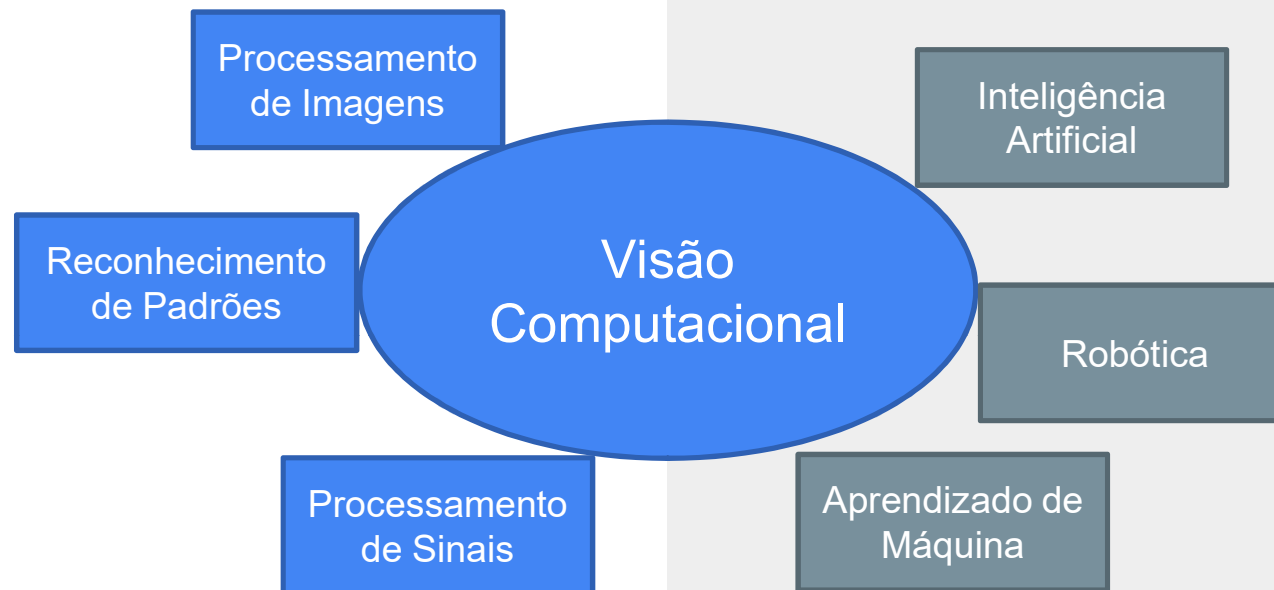 Processamento
de Imagens
Inteligência
Artificial
Reconhecimento
de Padrões
Visão
Computacional
Robótica
Processamento
de Sinais
Aprendizado de
Máquina